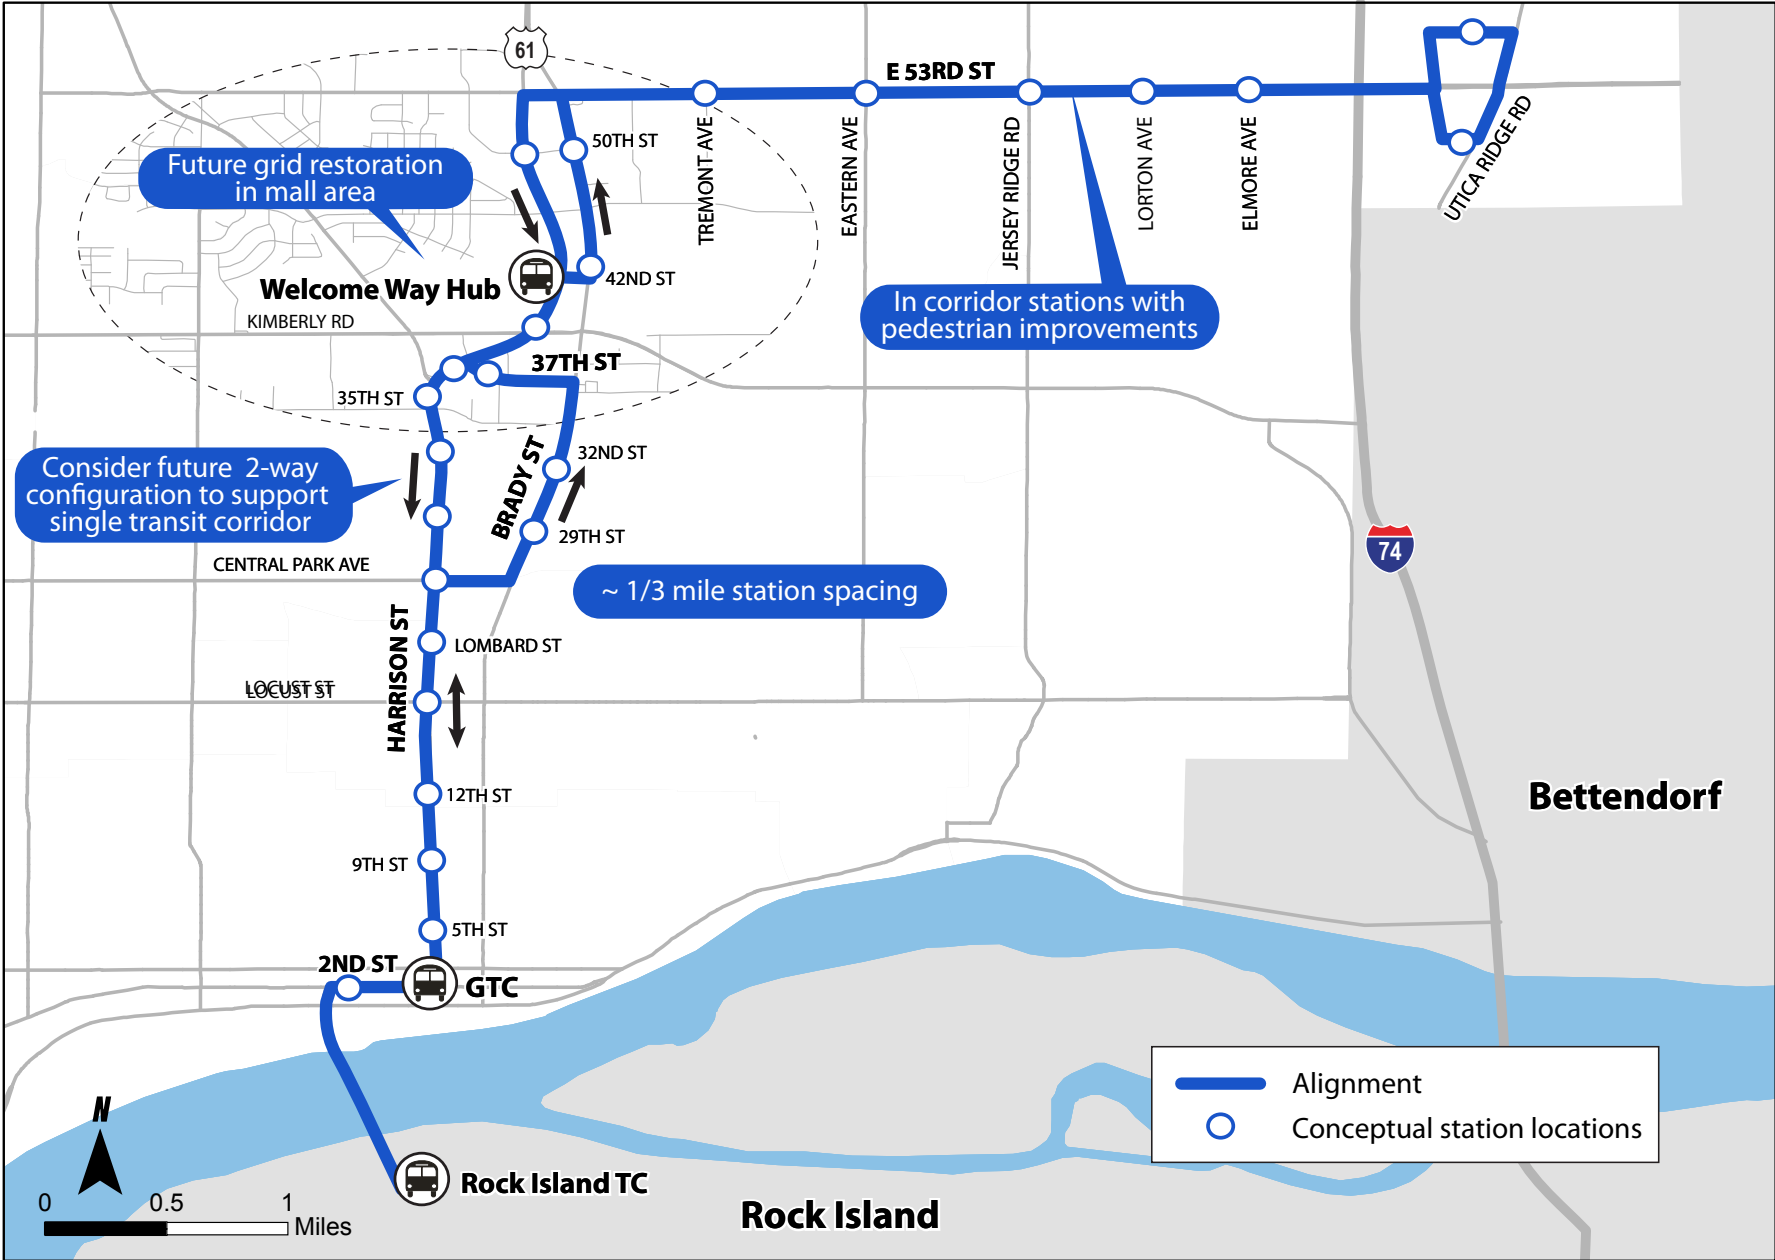 61
E 53RD ST
50TH ST
Future grid restoration
in mall area
TREMONT AVE
EASTERN AVE
JERSEY RIDGE RD
LORTON AVE
ELMORE AVE
UTICA RIDGE RD
Welcome Way Hub
42ND ST
KIMBERLY RD
In corridor stations with
pedestrian improvements
37TH ST
35TH ST
Consider future  2-way
configuration to support
single transit corridor
BRADY ST
32ND ST
29TH ST
74
CENTRAL PARK AVE
~ 1/3 mile station spacing
HARRISON ST
LOMBARD ST
LOCUST ST
LOCUST ST
12TH ST
Bettendorf
9TH ST
5TH ST
2ND ST
GTC
Alignment
Conceptual station locations
N
Rock Island TC
Rock Island
0 0.5 1
Miles